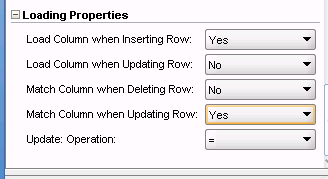 Loading Properties
Load Column when Inserting Row: Yes
Load Column when Updating Row: No
Match Column when Deleting Row: No
Match Column when Updating Row: Yes
Update: Operation: =